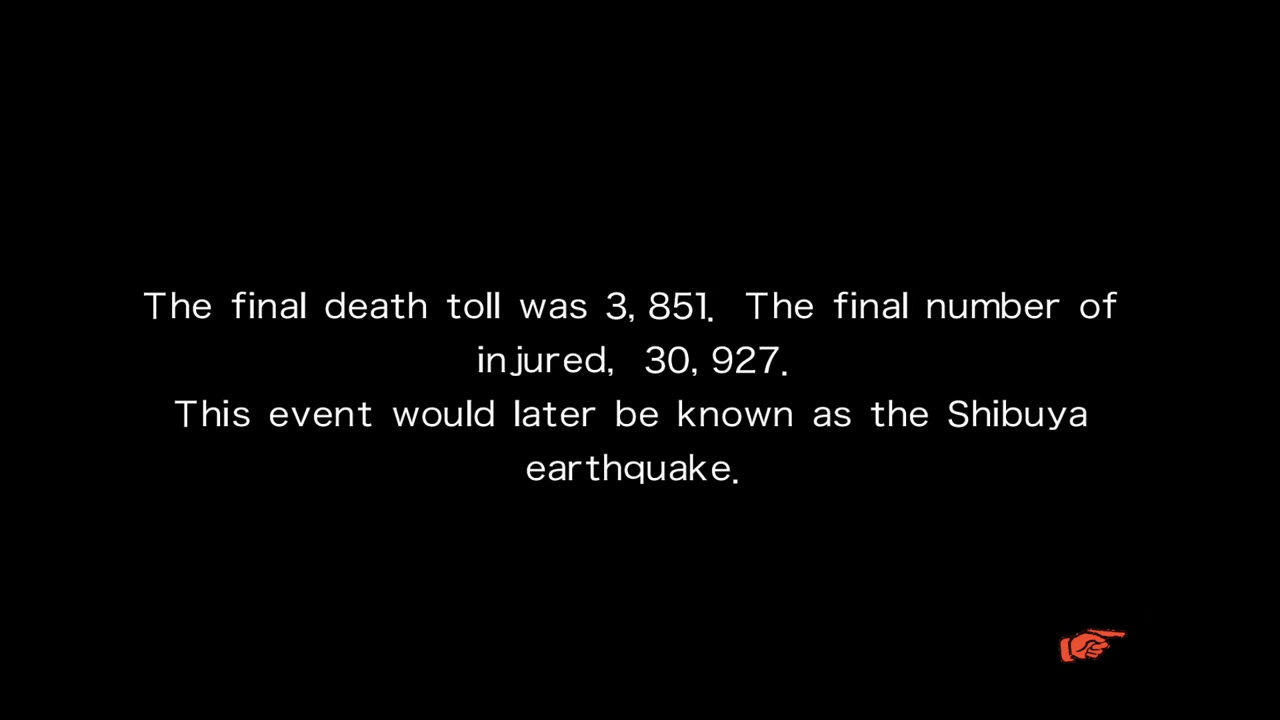 The final death toll was 3,851. The final number of
injured, 30,927.
This event would later be known as the Shibuya
earthquake.